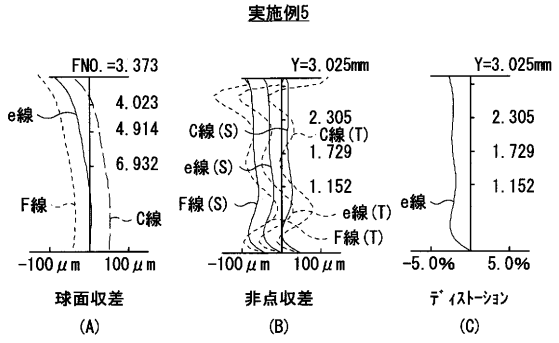 実施例5
FNO.=3.373
4.023
4.914
6.932
e線
F線
C線
-100μm
100μm
球面収差
(A)
Y=3.025mm
2.305
1.729
1.152
C線(S)
C線(T)
e線(S)
F線(S)
e線(T)
F線(T)
-100μm
100μm
非点収差
(B)
Y=3.025mm
2.305
1.729
1.152
e線
-5.0%
5.0%
ディストーション
(C)